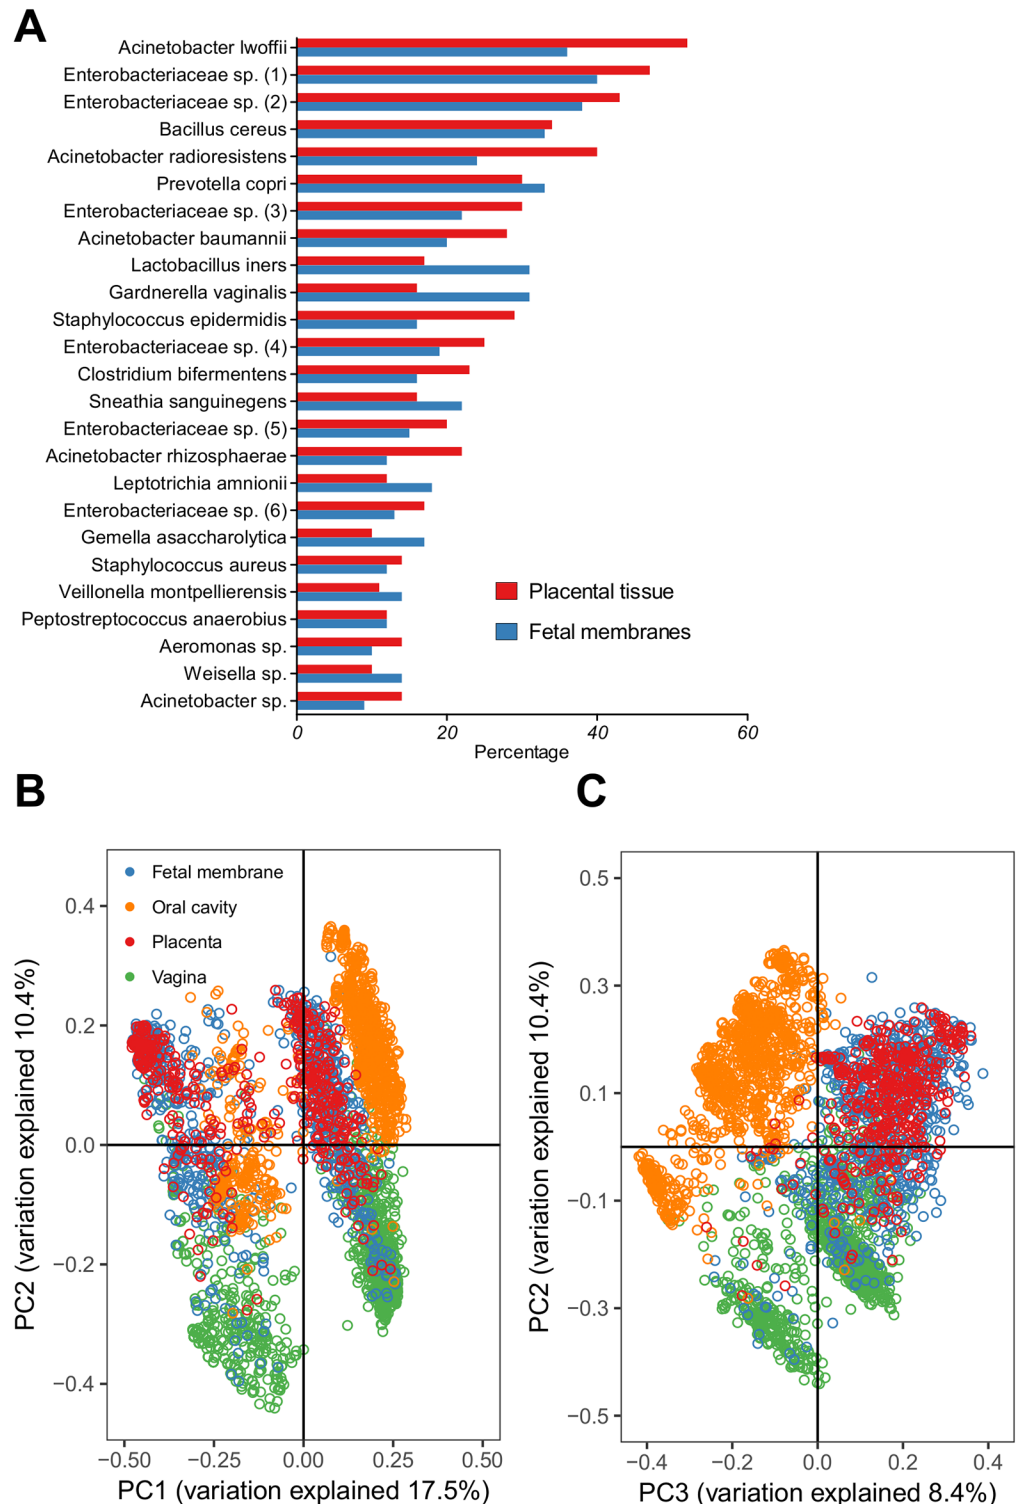 A
Acinetobacter lwoffii
Enterobacteriaceae sp. (1)
Enterobacteriaceae sp. (2)
Bacillus cereus
Acinetobacter radioresistens
Prevotella copri
Enterobacteriaceae sp. (3)
Acinetobacter baumannii
Lactobacillus iners
Gardnerella vaginalis
Staphylococcus epidermidis
Enterobacteriaceae sp. (4)
Clostridium bifermentens
Sneathia sanguinegens
Enterobacteriaceae sp. (5)
Acinetobacter rhizosphaerae
Leptotrichia amnionii
Enterobacteriaceae sp. (6)
Gemella asaccharolytica
Staphylococcus aureus
Veillonella montpellierensis
Peptostreptococcus anaerobius
Aeromonas sp.
Weisella sp.
Acinetobacter sp.
Placental tissue
Fetal membranes
0 20 40 60
Percentage
B
Fetal membrane
Oral cavity
Placenta
Vagina
0.4
0.2
0.0
−0.2
−0.4
PC2 (variation explained 10.4%)
−0.50 −0.25 0.00 0.25 0.50
PC1 (variation explained 17.5%)
C
0.5
0.3
0.1
−0.1
−0.3
−0.5
PC2 (variation explained 10.4%)
−0.4 −0.2 0.0 0.2 0.4
PC3 (variation explained 8.4%)